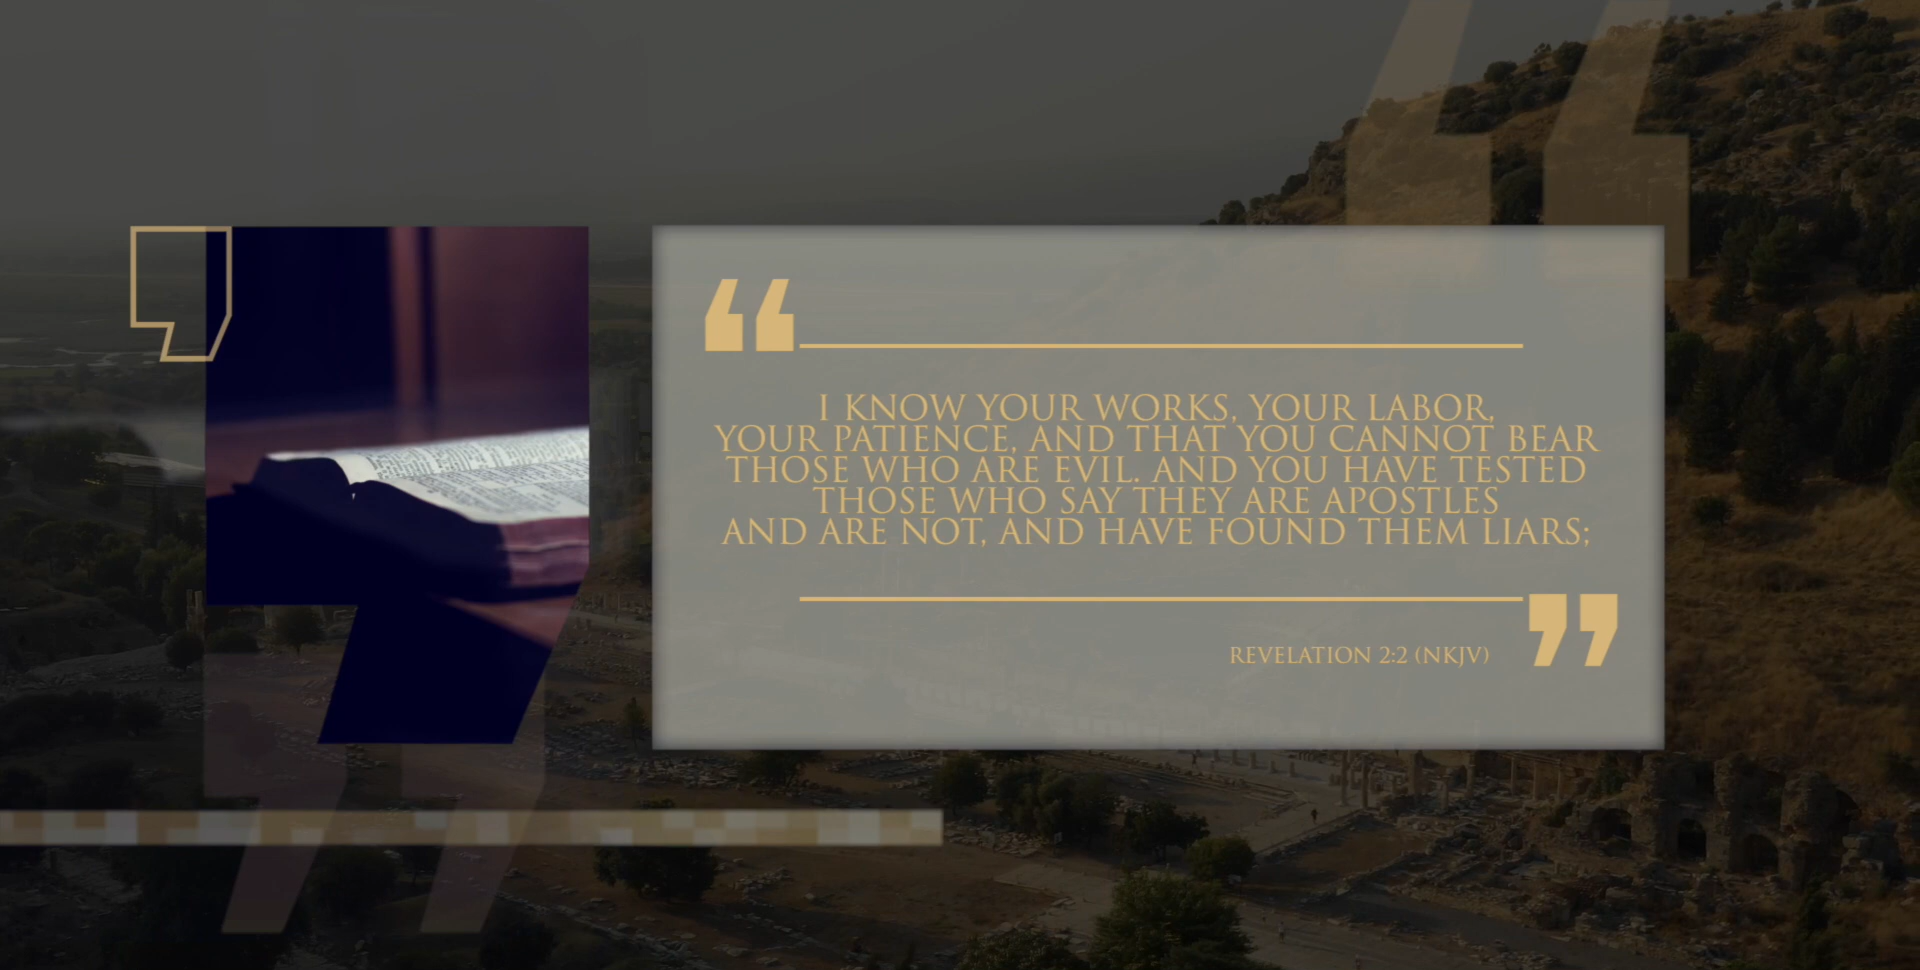 “
I KNOW YOUR WORKS, YOUR LABOR,
YOUR PATIENCE, AND THAT YOU CANNOT BEAR
THOSE WHO ARE EVIL. AND YOU HAVE TESTED
THOSE WHO SAY THEY ARE APOSTLES
AND ARE NOT, AND HAVE FOUND THEM LIARS;
”
REVELATION 2:2 (NKJV)